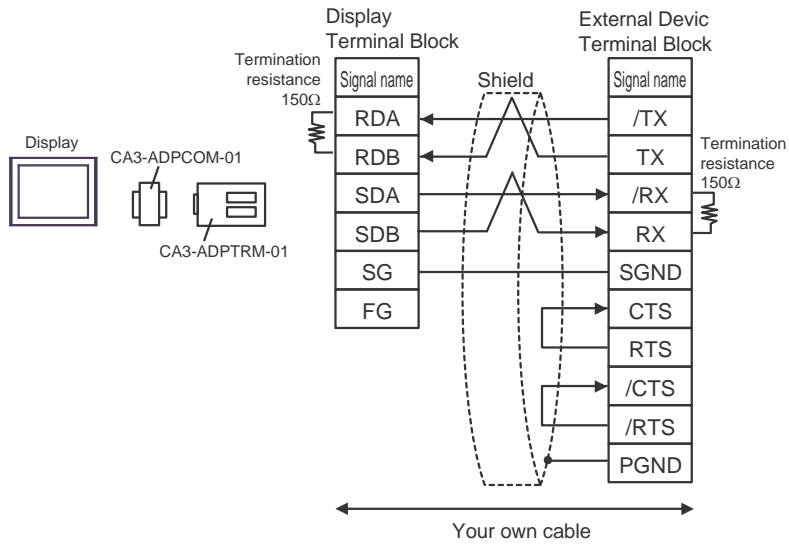 Display
Terminal Block
External Devic
Terminal Block
Termination
resistance
150Ω
Signal name
Shield
Signal name
RDA
/TX
Display
CA3-ADPCOM-01
RDB
TX
Termination
resistance
150Ω
SDA
/RX
CA3-ADPTRM-01
SDB
RX
SG
SGND
FG
CTS
RTS
/CTS
/RTS
PGND
Your own cable